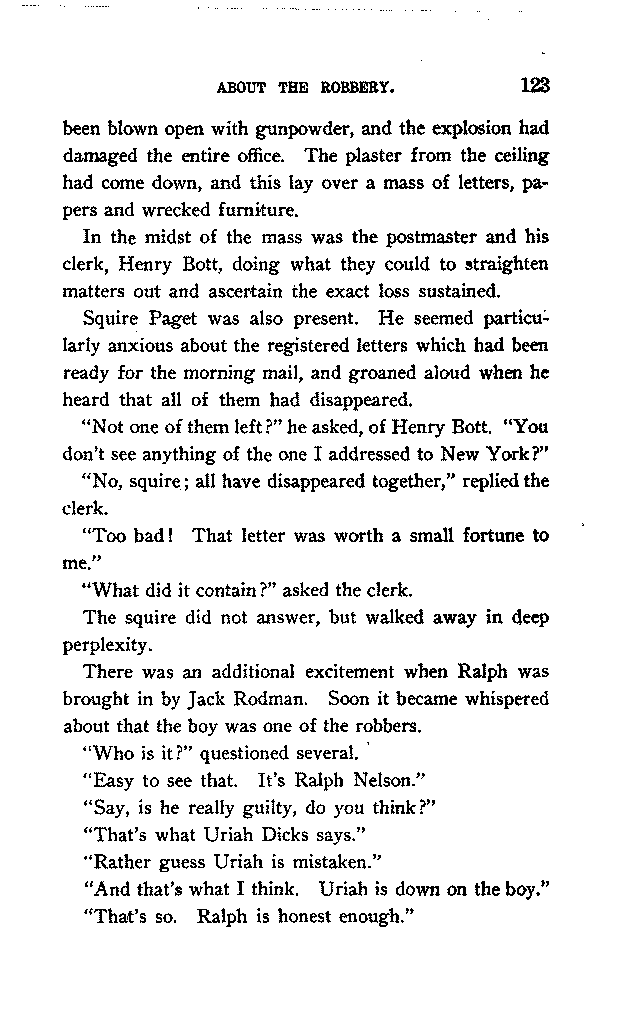 ABOUT THE ROBBERY. 123
been blown open with gunpowder, and the explosion had
damaged the entire office. The plaster from the ceiling
had come down, and this lay over a mass of letters, pa-
pers and wrecked furniture.
In the midst of the mass was the postmaster and his
clerk, Henry Bott, doing what they could to straighten
matters out and ascertain the exact loss sustained.
Squire Paget was also present. He seemed particu-
larly anxious about the registered letters which had been
ready for the morning mail, and groaned aloud when he
heard that all of them had disappeared.
"Not one of them left?" he asked, of Henry Bott. "You
don't see anything of the one I addressed to New York?"
"No, squire; all have disappeared together," replied the
clerk.
"Too bad! That letter was worth a small fortune to
me."
"What did it contain?" asked the clerk.
The squire did not answer, but walked away in deep
perplexity.
There was an additional excitement when Ralph was
brought in by Jack Rodman. Soon it became whispered
about that the boy was one of the robbers.
"Who is it?" questioned several.
"Easy to see that. It's Ralph Nelson."
"Say, is he really guilty, do you think?"
"That's what Uriah Dicks says."
"Rather guess Uriah is mistaken."
"And that's what I think. Uriah is down on the boy."
"That's so. Ralph is honest enough."